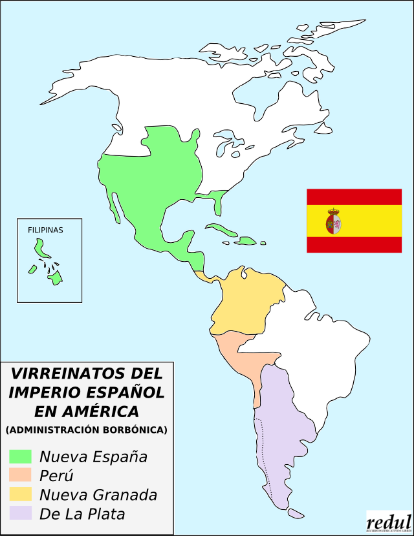 FILIPINAS
VIRREINATOS DEL
IMPERIO ESPAÑOL
EN AMÉRICA
(ADMINISTRACIÓN BORBÓNICA)
Nueva España
Perú
Nueva Granada
De La Plata
redul